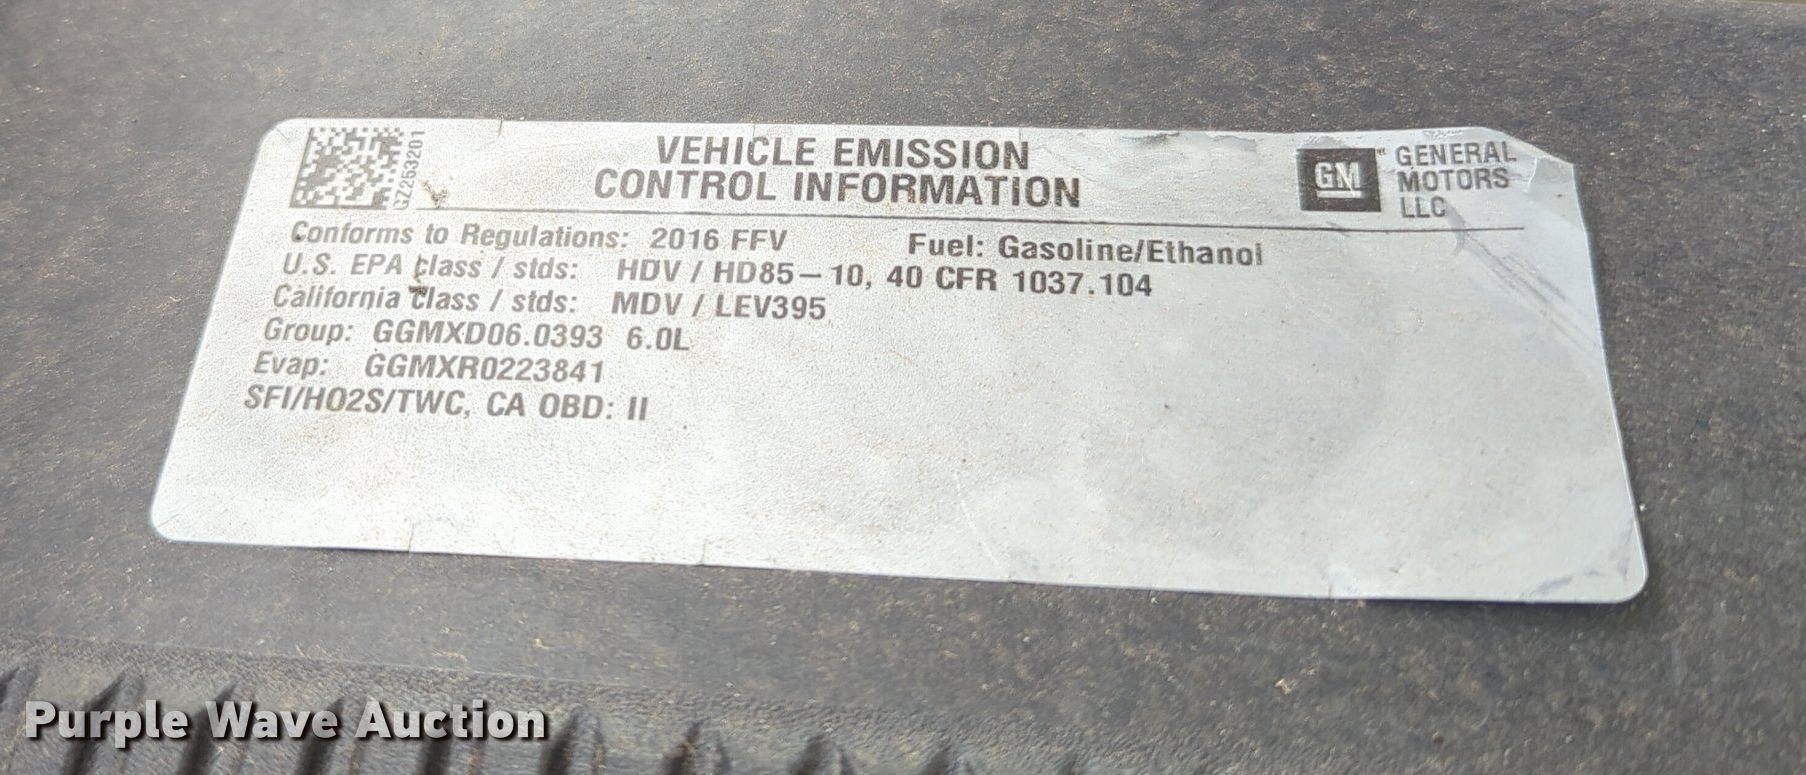 GZ253201
VEHICLE EMISSION
CONTROL INFORMATION
GM
GENERAL
MOTORS
LLC
Conforms to Regulations: 2016 FFV Fuel: Gasoline/Ethanol
U.S. EPA class / stds: HDV / HD85-10, 40 CFR 1037.104
California class / stds: MDV / LEV395
Group: GGMXD06.0393 6.0L
Evap: GGMXR0223841
SFI/HO2S/TWC, CA OBD: II
Purple Wave Auction